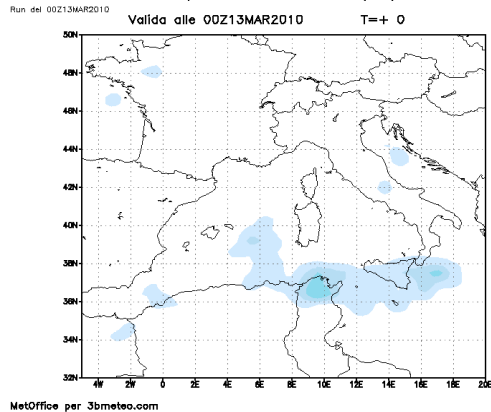 Run del 00Z13MAR2010
Valida alle 00Z13MAR2010 T=+ 0
50N
48N
46N
44N
42N
40N
38N
36N
34N
32N
4W 2W 0 2E 4E 6E 8E 10E 12E 14E 16E 18E 20E
MetOffice per 3bmeteo.com